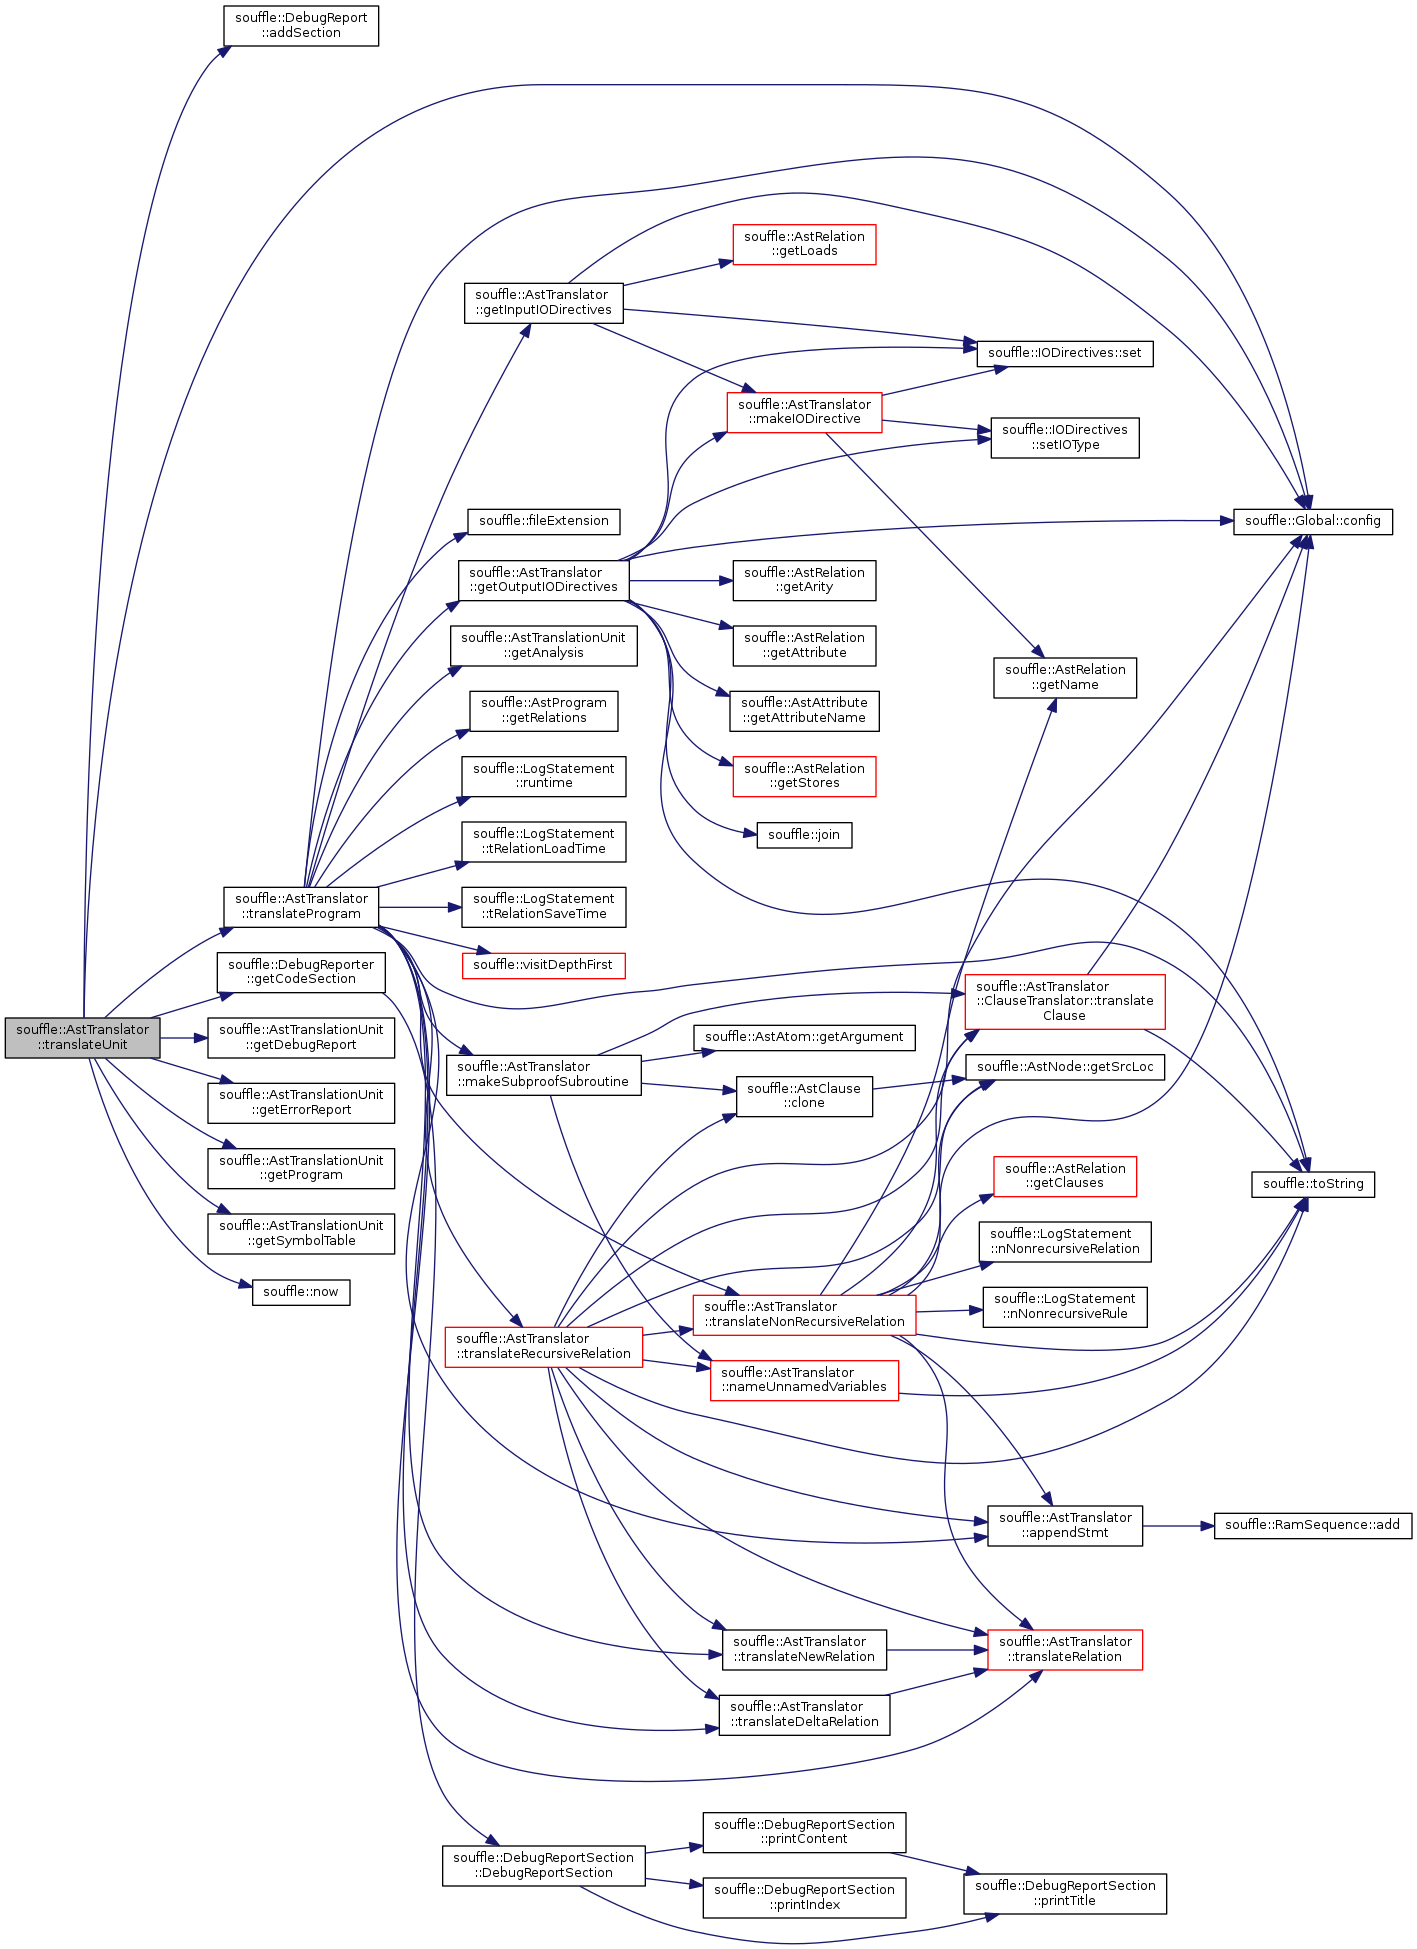 souffle::DebugReport
::addSection
souffle::AstRelation
::getLoads
souffle::AstTranslator
::getInputIODirectives
souffle::IODirectives::set
souffle::AstTranslator
::makeIODirective
souffle::IODirectives
::setIOType
souffle::fileExtension
souffle::Global::config
souffle::AstTranslator
::getOutputIODirectives
souffle::AstRelation
::getArity
souffle::AstTranslationUnit
::getAnalysis
souffle::AstRelation
::getAttribute
souffle::AstRelation
::getName
souffle::AstProgram
::getRelations
souffle::AstAttribute
::getAttributeName
souffle::LogStatement
::runtime
souffle::AstRelation
::getStores
souffle::LogStatement
::tRelationLoadTime
souffle::join
souffle::AstTranslator
::translateProgram
souffle::LogStatement
::tRelationSaveTime
souffle::visitDepthFirst
souffle::DebugReporter
::getCodeSection
souffle::AstTranslator
::ClauseTranslator::translate
Clause
souffle::AstTranslator
::translateUnit
souffle::AstTranslationUnit
::getDebugReport
souffle::AstAtom::getArgument
souffle::AstTranslator
::makeSubproofSubroutine
souffle::AstNode::getSrcLoc
souffle::AstTranslationUnit
::getErrorReport
souffle::AstClause
::clone
souffle::AstTranslationUnit
::getProgram
souffle::AstRelation
::getClauses
souffle::toString
souffle::AstTranslationUnit
::getSymbolTable
souffle::LogStatement
::nNonrecursiveRelation
souffle::now
souffle::AstTranslator
::translateNonRecursiveRelation
souffle::LogStatement
::nNonrecursiveRule
souffle::AstTranslator
::translateRecursiveRelation
souffle::AstTranslator
::nameUnnamedVariables
souffle::AstTranslator
::appendStmt
souffle::RamSequence::add
souffle::AstTranslator
::translateNewRelation
souffle::AstTranslator
::translateRelation
souffle::AstTranslator
::translateDeltaRelation
souffle::DebugReportSection
::printContent
souffle::DebugReportSection
::DebugReportSection
souffle::DebugReportSection
::printIndex
souffle::DebugReportSection
::printTitle